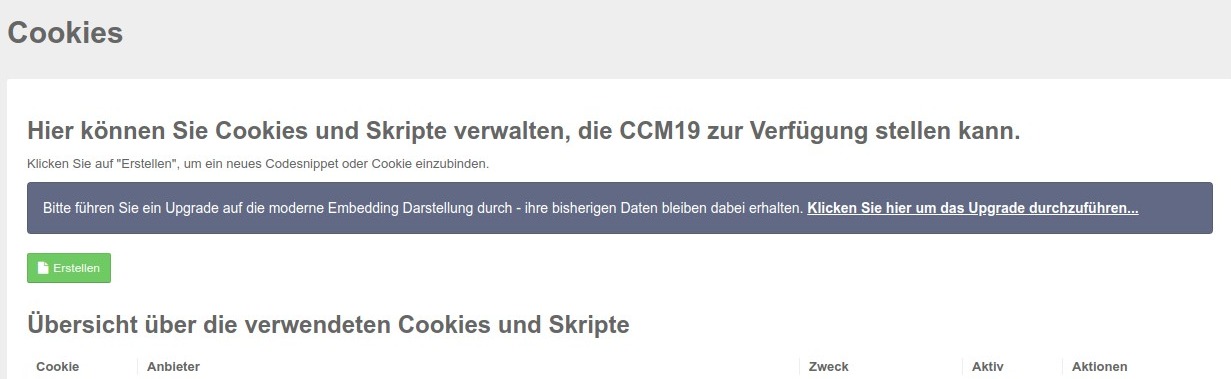 Cookies
Hier können Sie Cookies und Skripte verwalten, die CCM19 zur Verfügung stellen kann.
Klicken Sie auf "Erstellen", um ein neues Codesnippet oder Cookie einzubinden.
Bitte führen Sie ein Upgrade auf die moderne Embedding Darstellung durch - ihre bisherigen Daten bleiben dabei erhalten. Klicken Sie hier um das Upgrade durchzuführen...
Erstellen
Übersicht über die verwendeten Cookies und Skripte
Cookie Anbieter Zweck Aktiv Aktionen